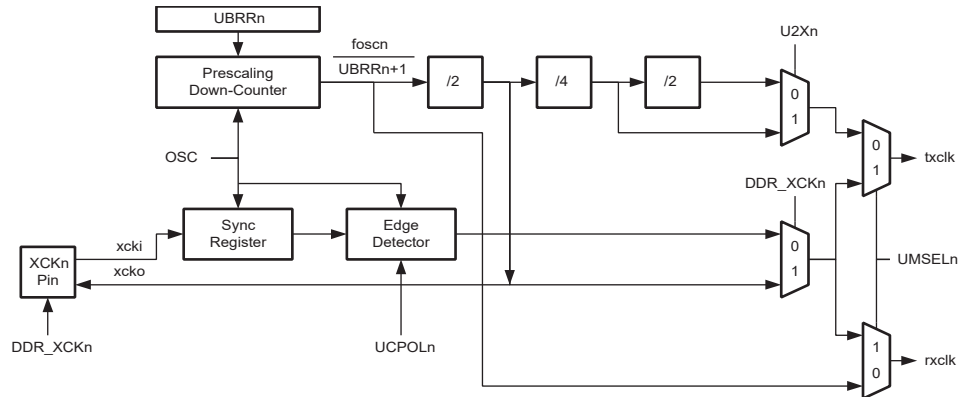 UBRRn
foscn
UBRRn+1
U2Xn
Prescaling
Down-Counter
/2
/4
/2
0
1
OSC
0
1
txclk
DDR_XCKn
Sync
Register
Edge
Detector
0
1
xcki
XCKn
Pin
xcko
UMSELn
DDR_XCKn
UCPOLn
1
0
rxclk